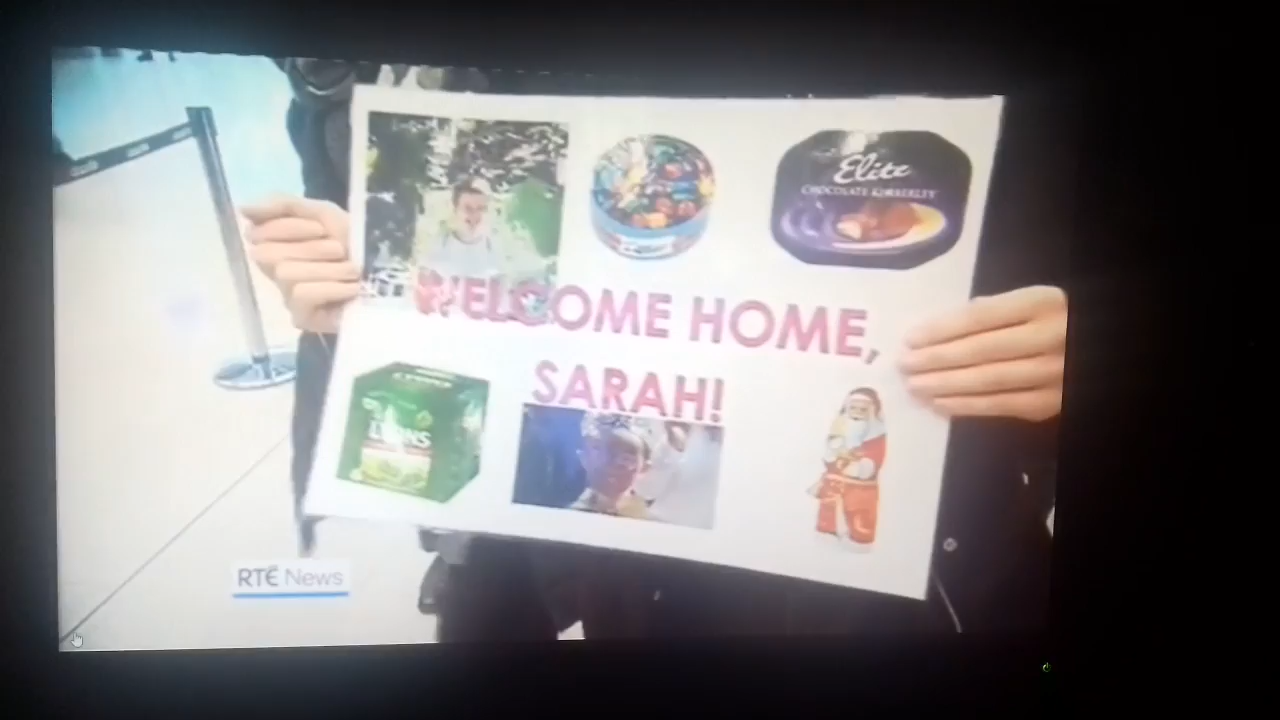 Elite
CHOCOLATE KIMBERLEY
WELCOME HOME,
SARAH!
LYONS
RTÉ News